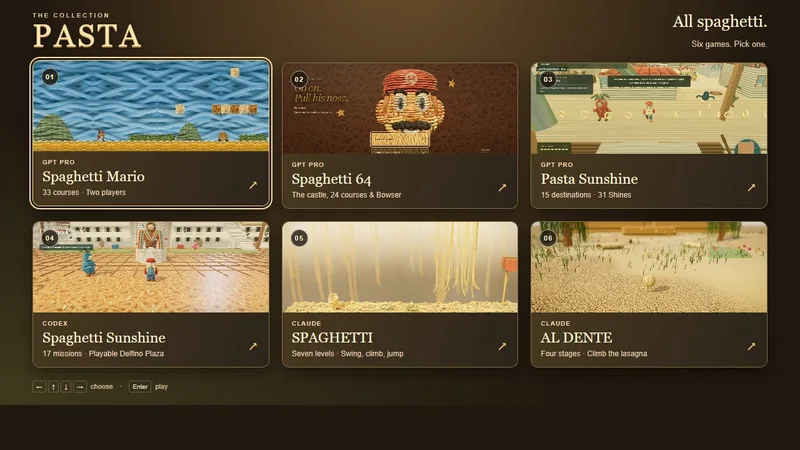 THE COLLECTION
PASTA
All spaghetti.
Six games. Pick one.
01
GPT PRO
Spaghetti Mario
33 courses · Two players
↗
02
Go on.
Pull his nose.
GPT PRO
Spaghetti 64
The castle, 24 courses & Bowser
↗
03
GPT PRO
Pasta Sunshine
15 destinations · 31 Shines
↗
04
CODEX
Spaghetti Sunshine
17 missions · Playable Delfino Plaza
↗
05
CLAUDE
SPAGHETTI
Seven levels · Swing, climb, jump
↗
06
CLAUDE
AL DENTE
Four stages · Climb the lasagna
↗
← ↑ ↓ → choose · Enter play